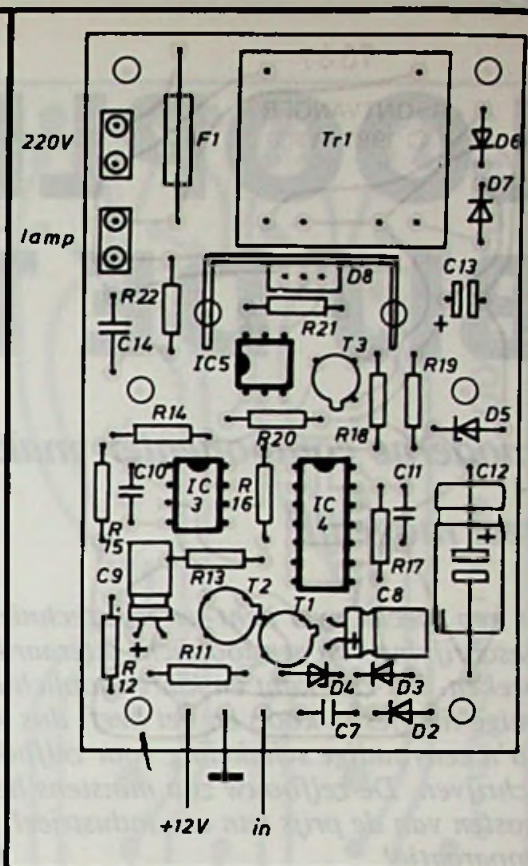 220V
F1
Tr1
D6
D7
lamp
D8
C13
+
R22
R21
C14
IC5
T3
R19
R14
R20
R18
D5
C10
IC
3
R
16
IC
4
C11
C12
+
R
15
R13
R17
C9
T2
T1
C8
+
R
12
R11
D4
D3
C7
D2
+12V
in